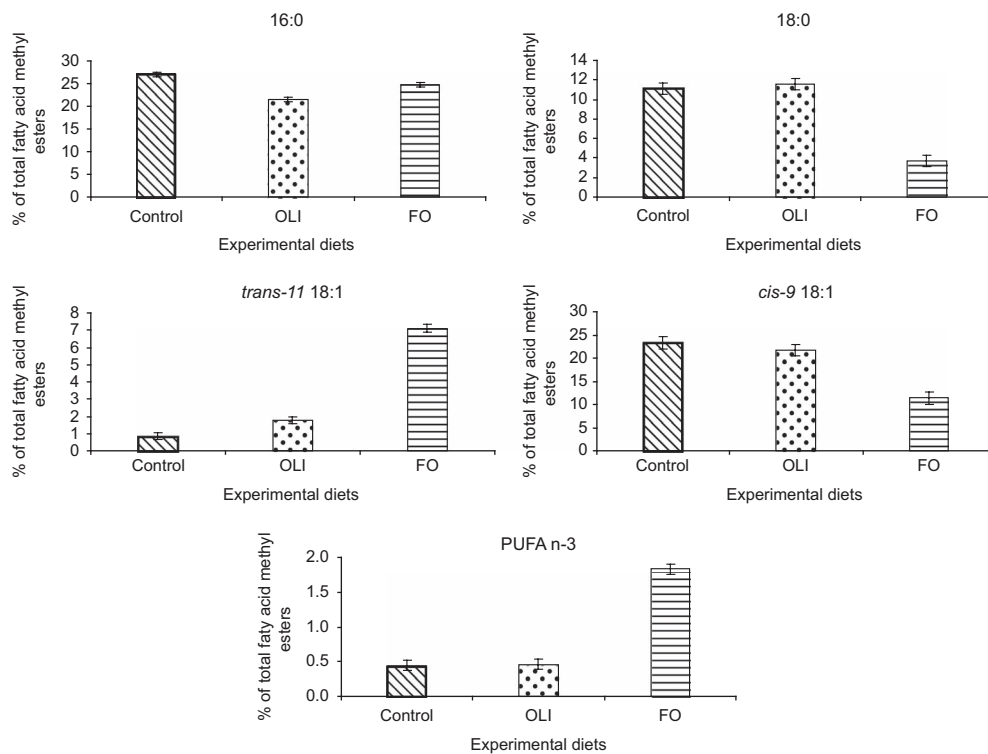 16:0
% of total fatty acid methyl
esters
30
25
20
15
10
5
0
Control OLI FO
Experimental diets
18:0
% of total fatty acid methyl
esters
14
12
10
8
6
4
2
0
Control OLI FO
Experimental diets
trans-11 18:1
% of total fatty acid methyl
esters
8
7
6
5
4
3
2
1
0
Control OLI FO
Experimental diets
cis-9 18:1
% of total fatty acid methyl
esters
30
25
20
15
10
5
0
Control OLI FO
Experimental diets
PUFA n-3
% of total faty acid methyl
esters
2.0
1.5
1.0
0.5
0.0
Control OLI FO
Experimental diets